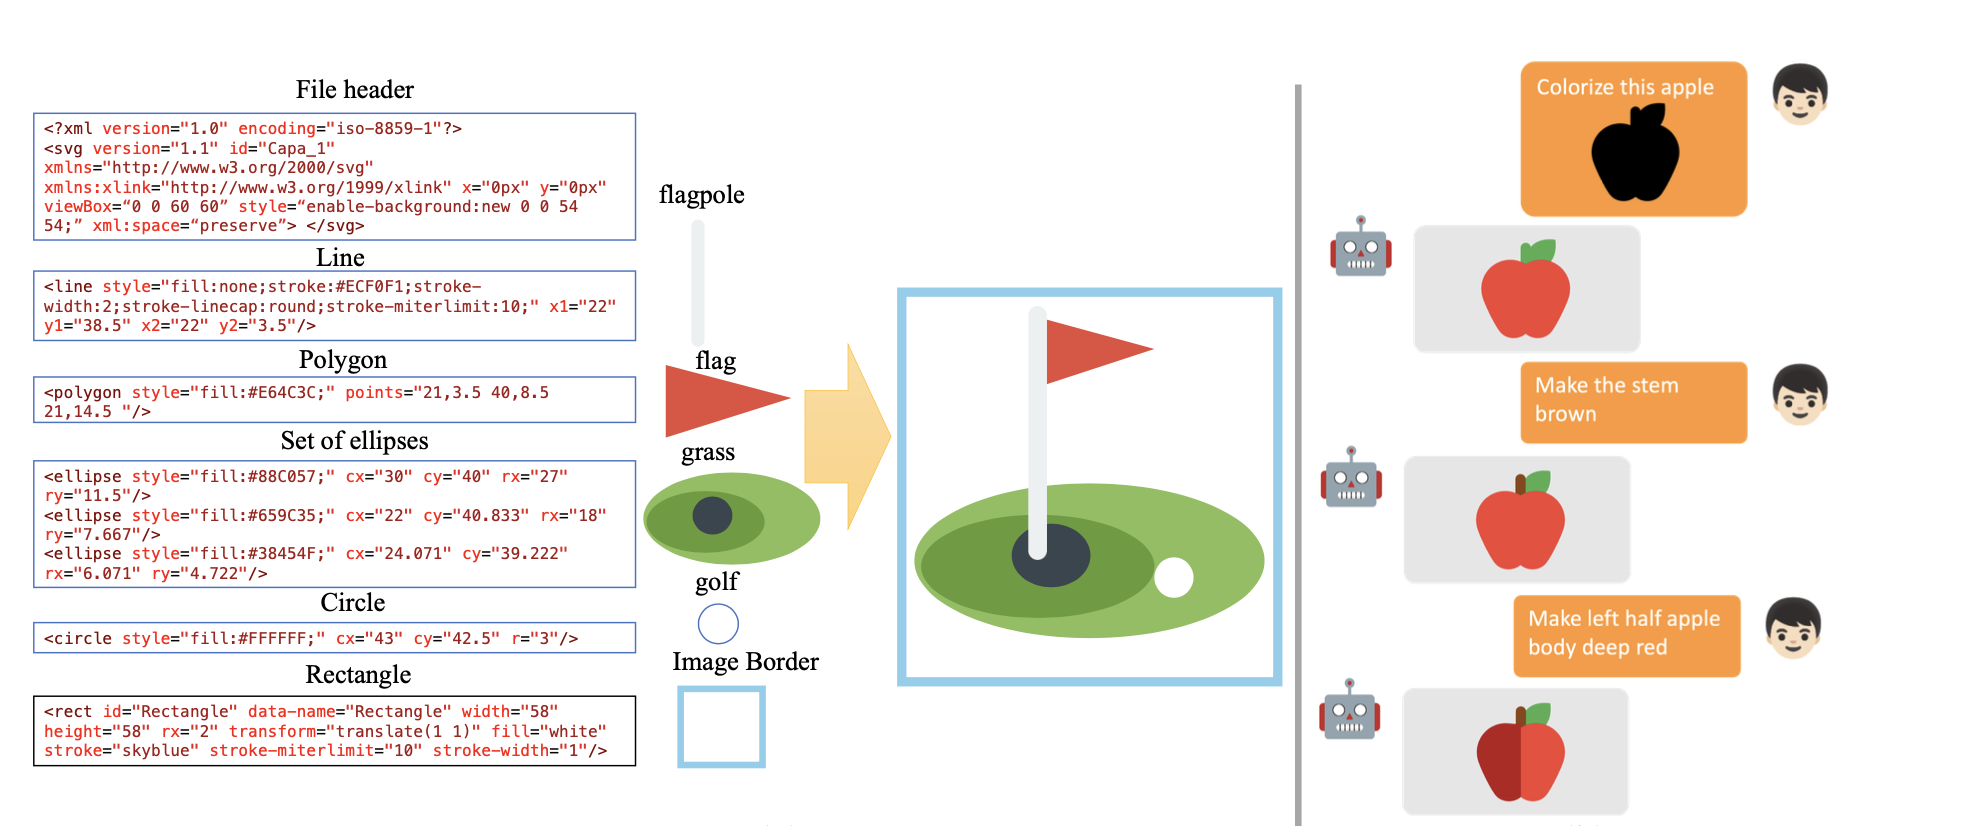 File header
<?xml version="1.0" encoding="iso-8859-1"?>
<svg version="1.1" id="Capa_1"
xmlns="http://www.w3.org/2000/svg"
xmlns:xlink="http://www.w3.org/1999/xlink" x="0px" y="0px"
viewBox=“0 0 60 60” style=“enable-background:new 0 0 54
54;” xml:space=“preserve”> </svg>
Line
<line style="fill:none;stroke:#ECF0F1;stroke-
width:2;stroke-linecap:round;stroke-miterlimit:10;" x1="22"
y1="38.5" x2="22" y2="3.5"/>
Polygon
<polygon style="fill:#E64C3C;" points="21,3.5 40,8.5
21,14.5 "/>
Set of ellipses
<ellipse style="fill:#88C057;" cx="30" cy="40" rx="27"
ry="11.5"/>
<ellipse style="fill:#659C35;" cx="22" cy="40.833" rx="18"
ry="7.667"/>
<ellipse style="fill:#38454F;" cx="24.071" cy="39.222"
rx="6.071" ry="4.722"/>
Circle
<circle style="fill:#FFFFFF;" cx="43" cy="42.5" r="3"/>
Rectangle
<rect id="Rectangle" data-name="Rectangle" width="58"
height="58" rx="2" transform="translate(1 1)" fill="white"
stroke="skyblue" stroke-miterlimit="10" stroke-width="1"/>
flagpole
flag
grass
golf
Image Border
Colorize this apple
Make the stem
brown
Make left half apple
body deep red